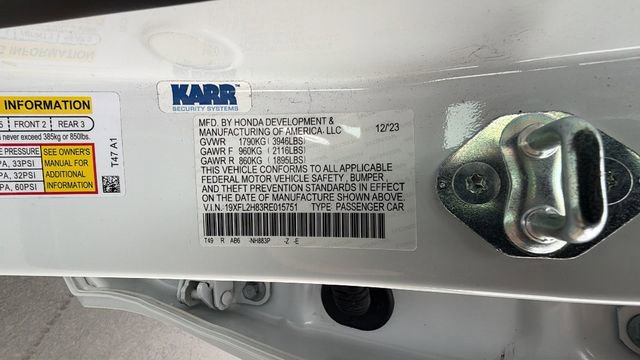 INFORMATION
5 FRONT 2 REAR 3
never exceed 385kg or 850lbs.
E PRESSURE
PA, 33PSI
PA, 32PSI
PA, 60PSI
SEE OWNER'S
MANUAL FOR
ADDITIONAL
INFORMATION
T47 A1
KARR
SECURITY SYSTEMS
MFD. BY HONDA DEVELOPMENT &
MANUFACTURING OF AMERICA. LLC 12/23
GVWR 1790KG(3946LBS)
GAWR F 960KG(2116LBS)
GAWR R 860KG(1895LBS)
THIS VEHICLE CONFORMS TO ALL APPLICABLE
FEDERAL MOTOR VEHICLE SAFETY, BUMPER,
AND THEFT PREVENTION STANDARDS IN EFFECT
ON THE DATE OF MANUFACTURE SHOWN ABOVE.
V.I.N. 19XFL2H83RE015751 TYPE PASSENGER CAR
T49 R AB6 -NH883P -Z -E